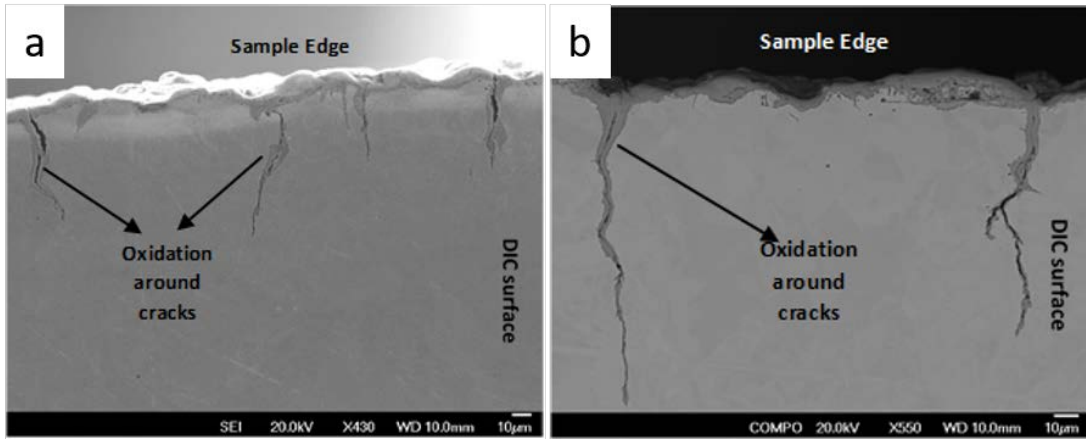 a
Sample Edge
Oxidation
around
cracks
DIC surface
SEI 20.0kV X430 WD 10.0mm 10µm
b
Sample Edge
Oxidation
around
cracks
DIC surface
COMPO 20.0kV X550 WD 10.0mm 10µm